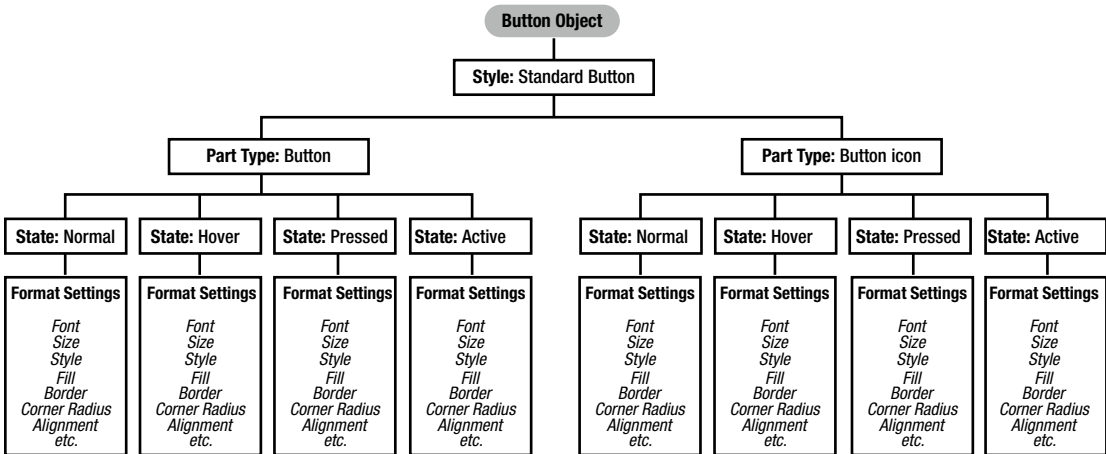 Button Object
Style: Standard Button
Part Type: Button
Part Type: Button icon
State: Normal
State: Hover
State: Pressed
State: Active
State: Normal
State: Hover
State: Pressed
State: Active
Format Settings
Font
Size
Style
Fill
Border
Corner Radius
Alignment
etc.
Format Settings
Font
Size
Style
Fill
Border
Corner Radius
Alignment
etc.
Format Settings
Font
Size
Style
Fill
Border
Corner Radius
Alignment
etc.
Format Settings
Font
Size
Style
Fill
Border
Corner Radius
Alignment
etc.
Format Settings
Font
Size
Style
Fill
Border
Corner Radius
Alignment
etc.
Format Settings
Font
Size
Style
Fill
Border
Corner Radius
Alignment
etc.
Format Settings
Font
Size
Style
Fill
Border
Corner Radius
Alignment
etc.
Format Settings
Font
Size
Style
Fill
Border
Corner Radius
Alignment
etc.